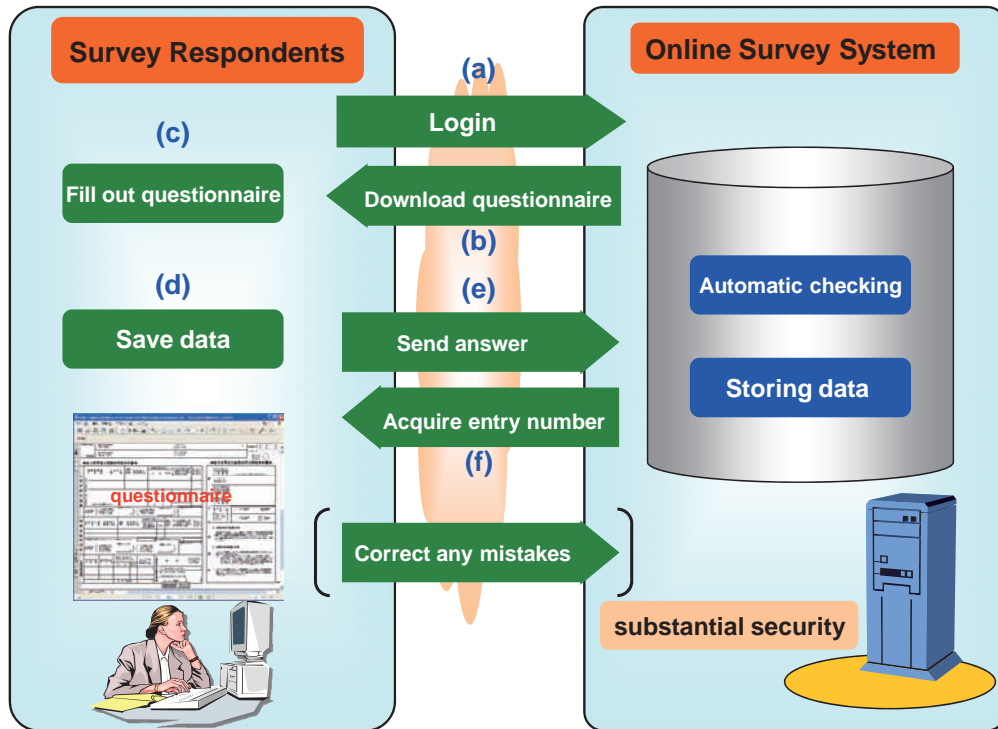 Survey Respondents
Online Survey System
(a)
Login
(c)
Fill out questionnaire
Download questionnaire
(b)
(d)
(e)
Automatic checking
Save data
Send answer
Storing data
Acquire entry number
(f)
questionnaire
Correct any mistakes
substantial security